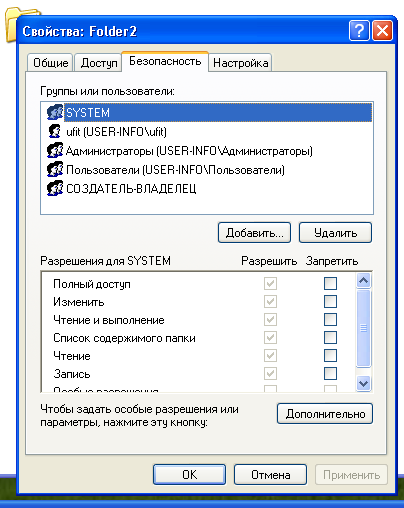 Свойства: Folder2
Общие Доступ Безопасность Настройка
Группы или пользователи:
SYSTEM
ufit (USER-INFO\ufit)
Администраторы (USER-INFO\Администраторы)
Пользователи (USER-INFO\Пользователи)
СОЗДАТЕЛЬ-ВЛАДЕЛЕЦ
Добавить... Удалить
Разрешения для SYSTEM Разрешить Запретить
Полный доступ
Изменить
Чтение и выполнение
Список содержимого папки
Чтение
Запись
Особые разрешения
Чтобы задать особые разрешения или
параметры, нажмите эту кнопку: Дополнительно
OK Отмена Применить